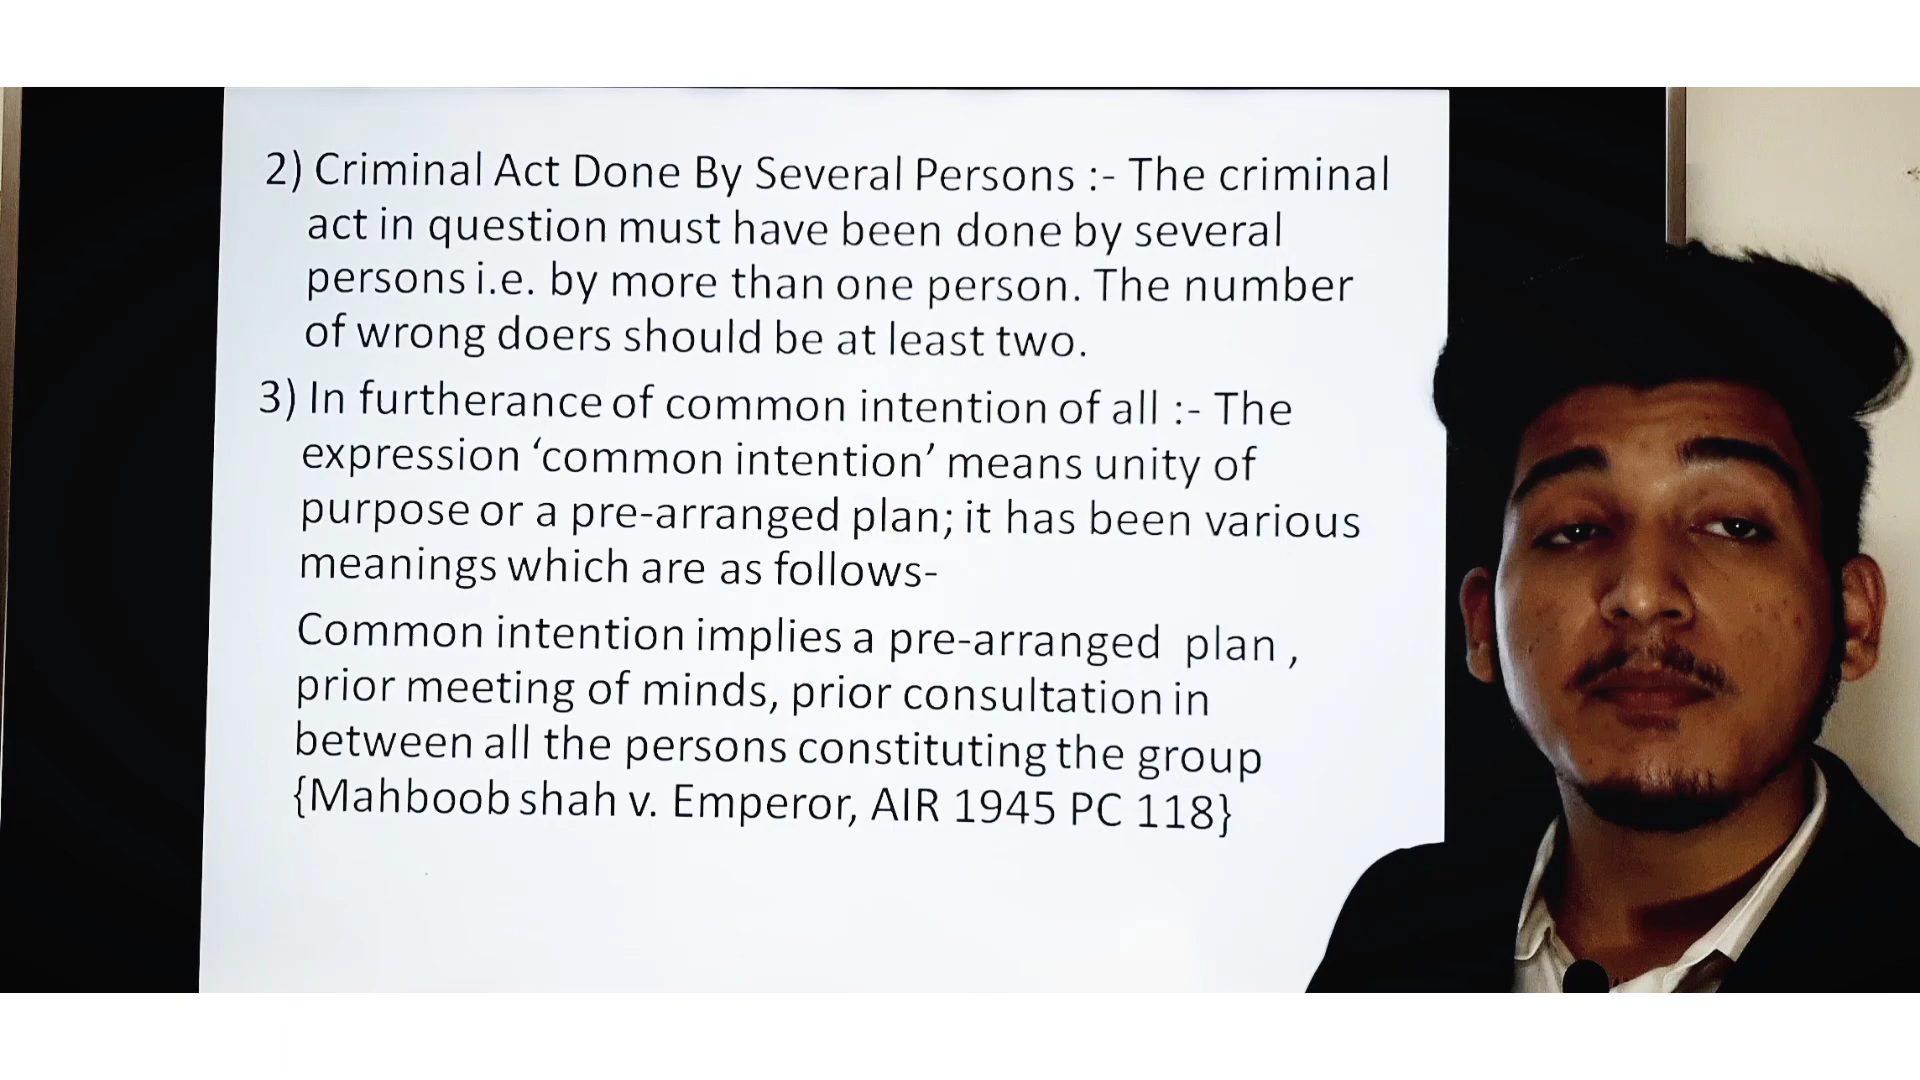 2) Criminal Act Done By Several Persons :- The criminal
act in question must have been done by several
persons i.e. by more than one person. The number
of wrong doers should be at least two.
3) In furtherance of common intention of all :- The
expression ‘common intention’ means unity of
purpose or a pre-arranged plan; it has been various
meanings which are as follows-
Common intention implies a pre-arranged plan ,
prior meeting of minds, prior consultation in
between all the persons constituting the group
{Mahboob shah v. Emperor, AIR 1945 PC 118}